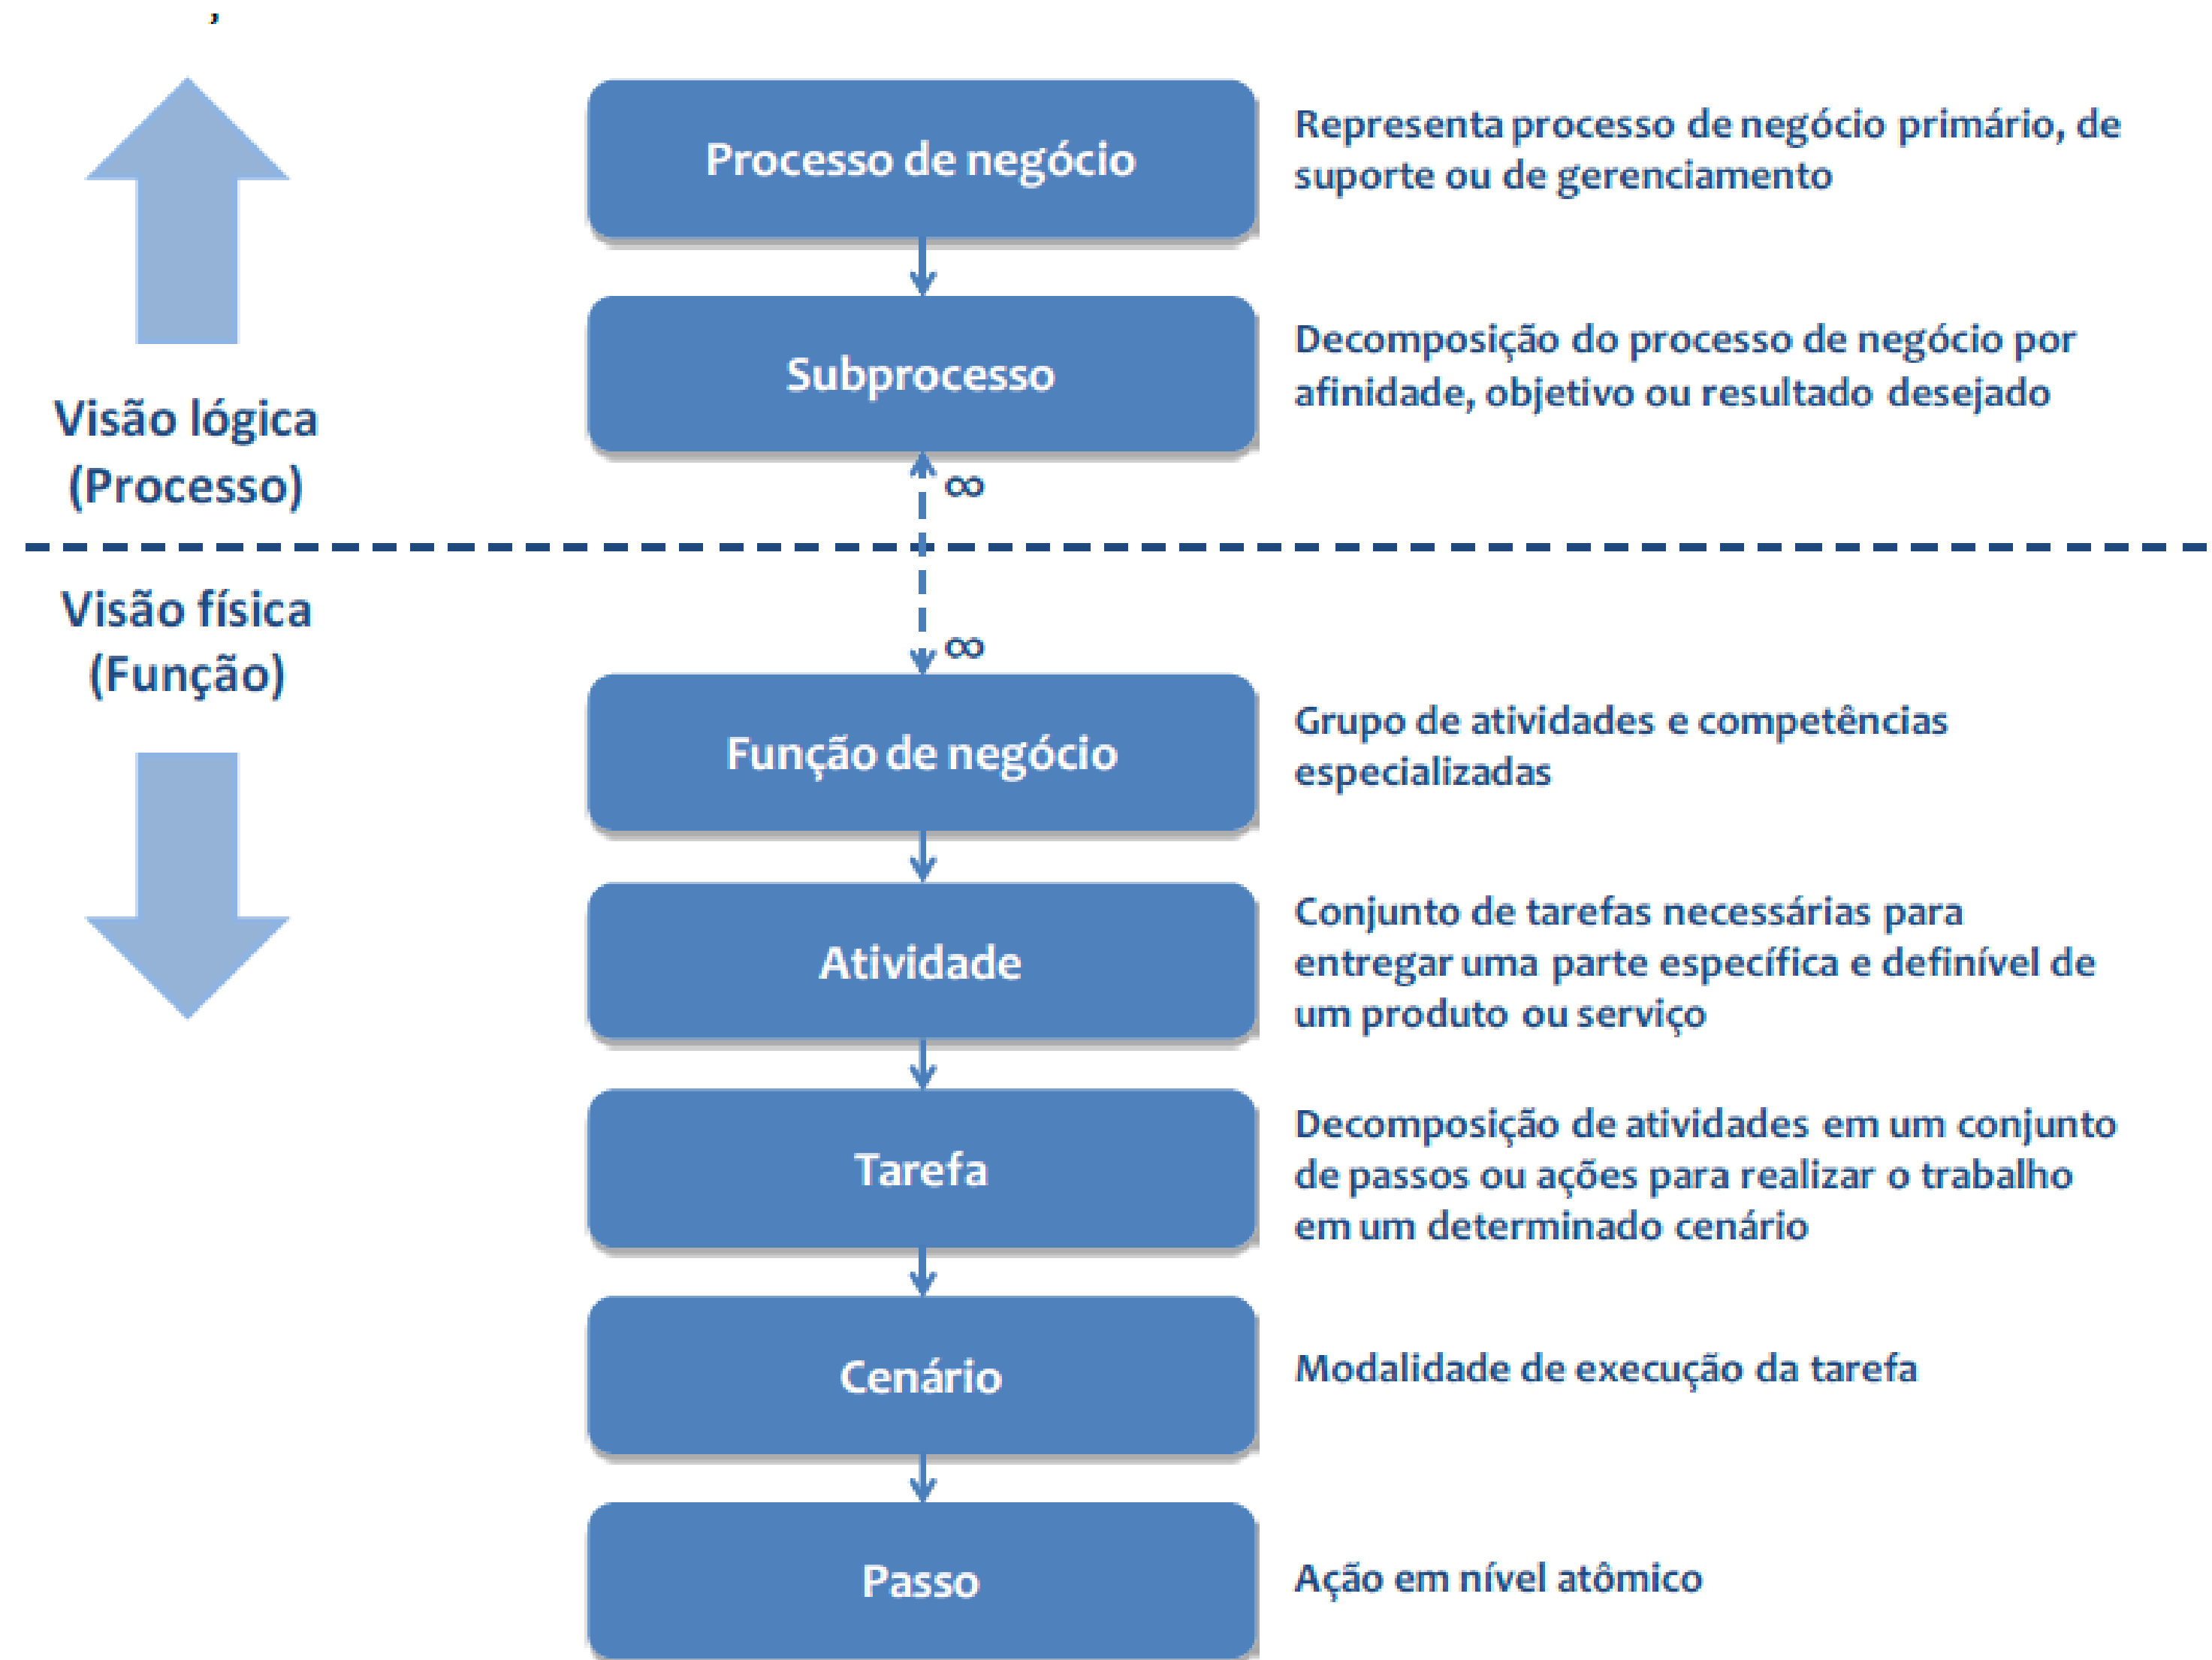 Processo de negócio
Representa processo de negócio primário, de
suporte ou de gerenciamento
Subprocesso
Decomposição do processo de negócio por
afinidade, objetivo ou resultado desejado
Visão lógica
(Processo)
∞
Visão física
(Função)
∞
Função de negócio
Grupo de atividades e competências
especializadas
Atividade
Conjunto de tarefas necessárias para
entregar uma parte específica e definível de
um produto ou serviço
Tarefa
Decomposição de atividades em um conjunto
de passos ou ações para realizar o trabalho
em um determinado cenário
Cenário
Modalidade de execução da tarefa
Passo
Ação em nível atômico